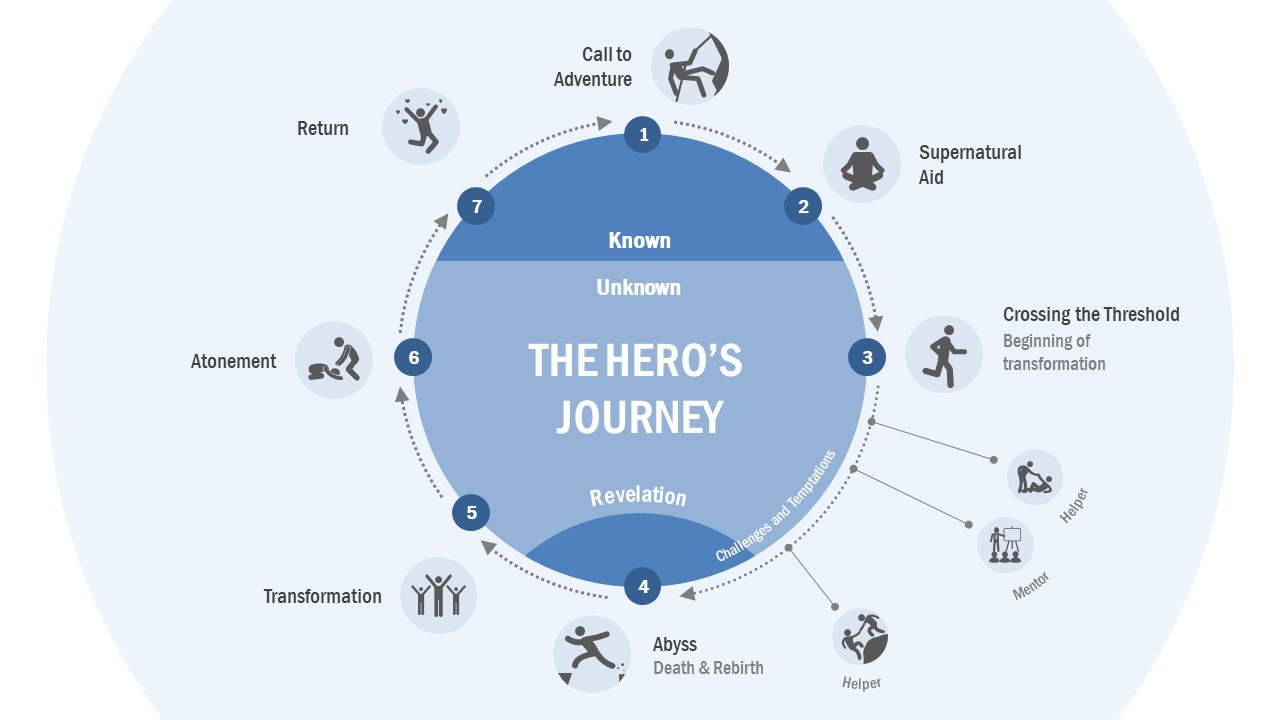 Call to
Adventure
Return
1
Supernatural
Aid
7
2
Known
Unknown
Crossing the Threshold
Beginning of
transformation
THE HERO’S
JOURNEY
Atonement
6
3
Challenges and Temptations
Revelation
Helper
5
Mentor
4
Transformation
Abyss
Death & Rebirth
Helper